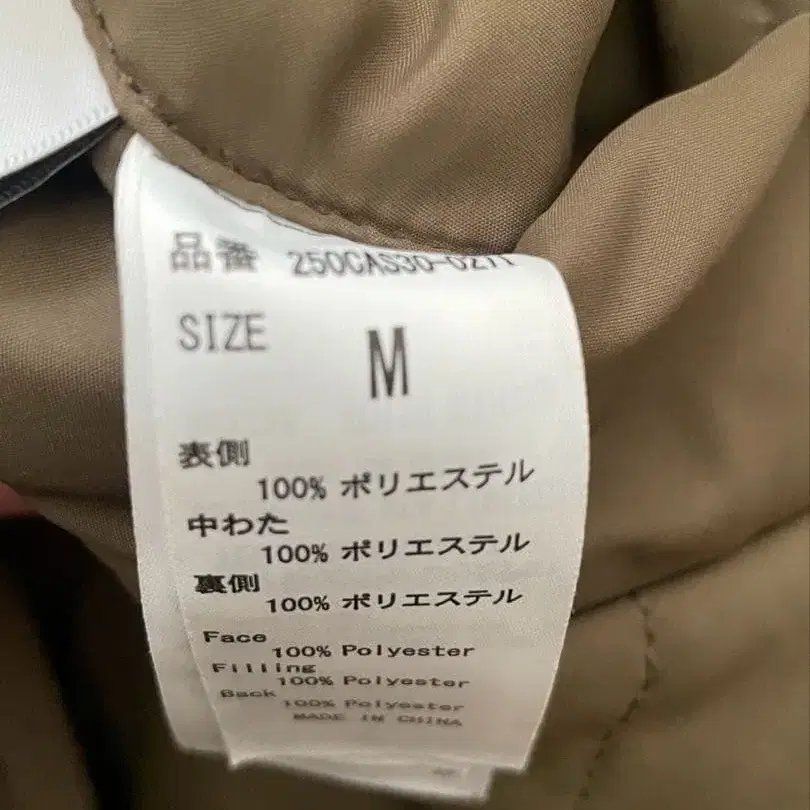 品番 250CAS30-0271
SIZE M
表側
100% ポリエステル
中わた
100% ポリエステル
裏側
100% ポリエステル
Face
100% Polyester
Filling
100% Polyester
Back
100% Polyester
MADE IN CHINA